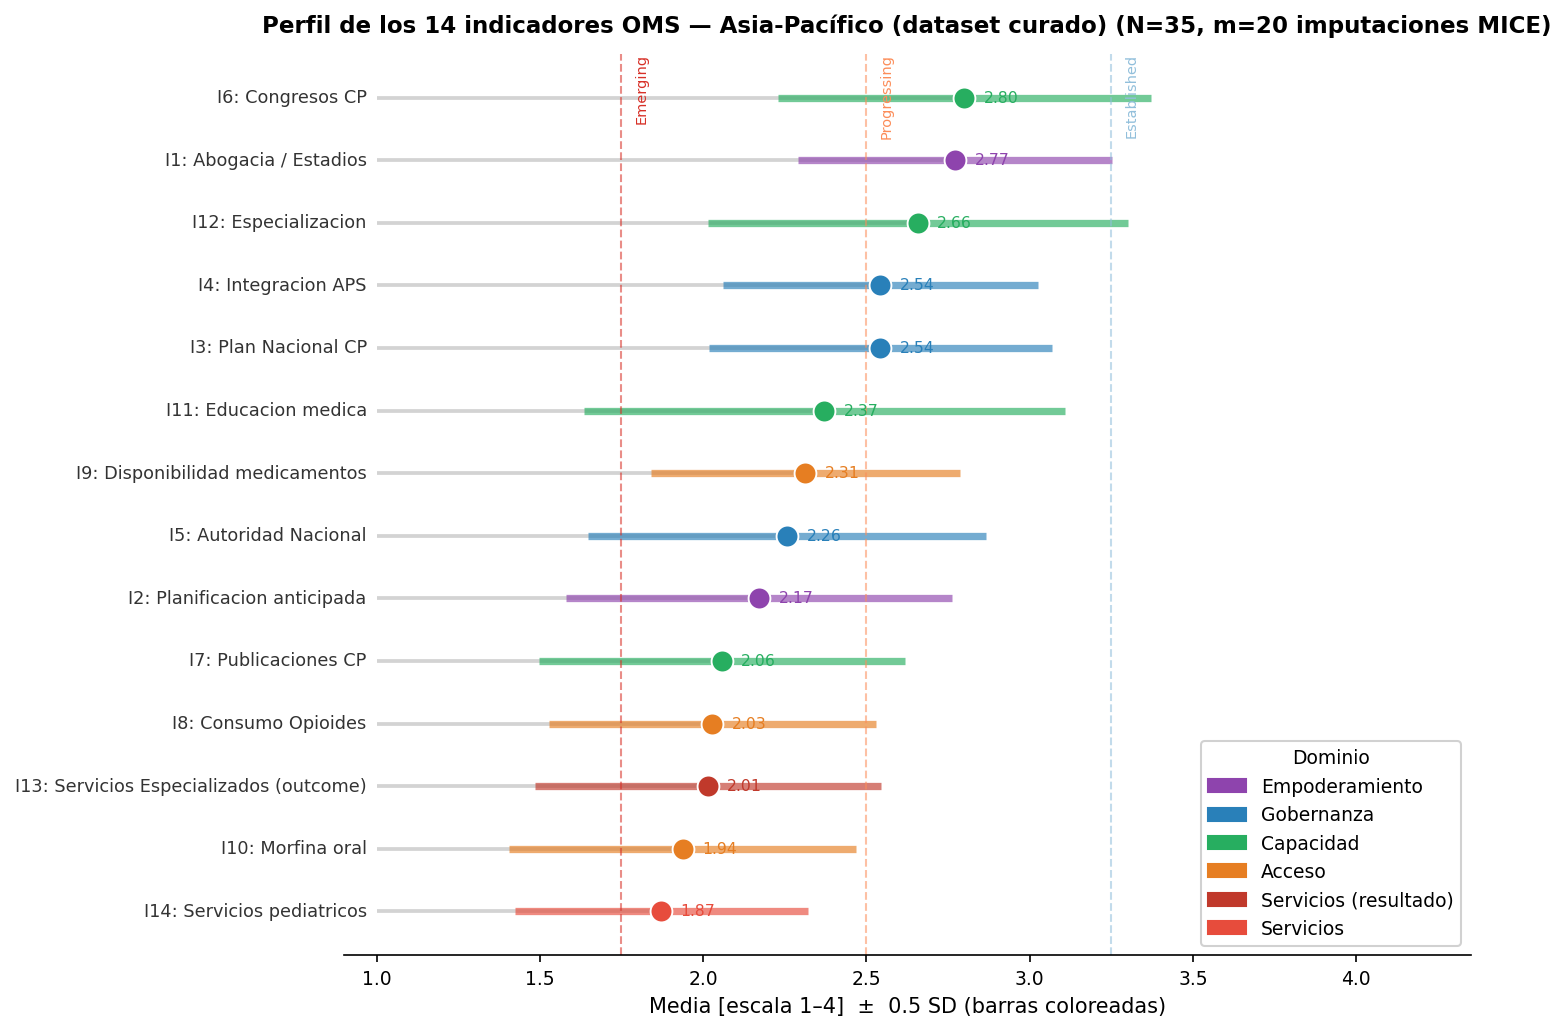 Perfil de los 14 indicadores OMS — Asia-Pacífico (dataset curado) (N=35, m=20 imputaciones MICE)
Emerging
Progressing
Established
I6: Congresos CP
2.80
I1: Abogacia / Estadios
2.77
I12: Especializacion
2.66
I4: Integracion APS
2.54
I3: Plan Nacional CP
2.54
I11: Educacion medica
2.37
I9: Disponibilidad medicamentos
2.31
I5: Autoridad Nacional
2.26
I2: Planificacion anticipada
2.17
I7: Publicaciones CP
2.06
I8: Consumo Opioides
2.03
I13: Servicios Especializados (outcome)
2.01
I10: Morfina oral
1.94
I14: Servicios pediatricos
1.87
Dominio
Empoderamiento
Gobernanza
Capacidad
Acceso
Servicios (resultado)
Servicios
1.0 1.5 2.0 2.5 3.0 3.5 4.0
Media [escala 1–4] ± 0.5 SD (barras coloreadas)